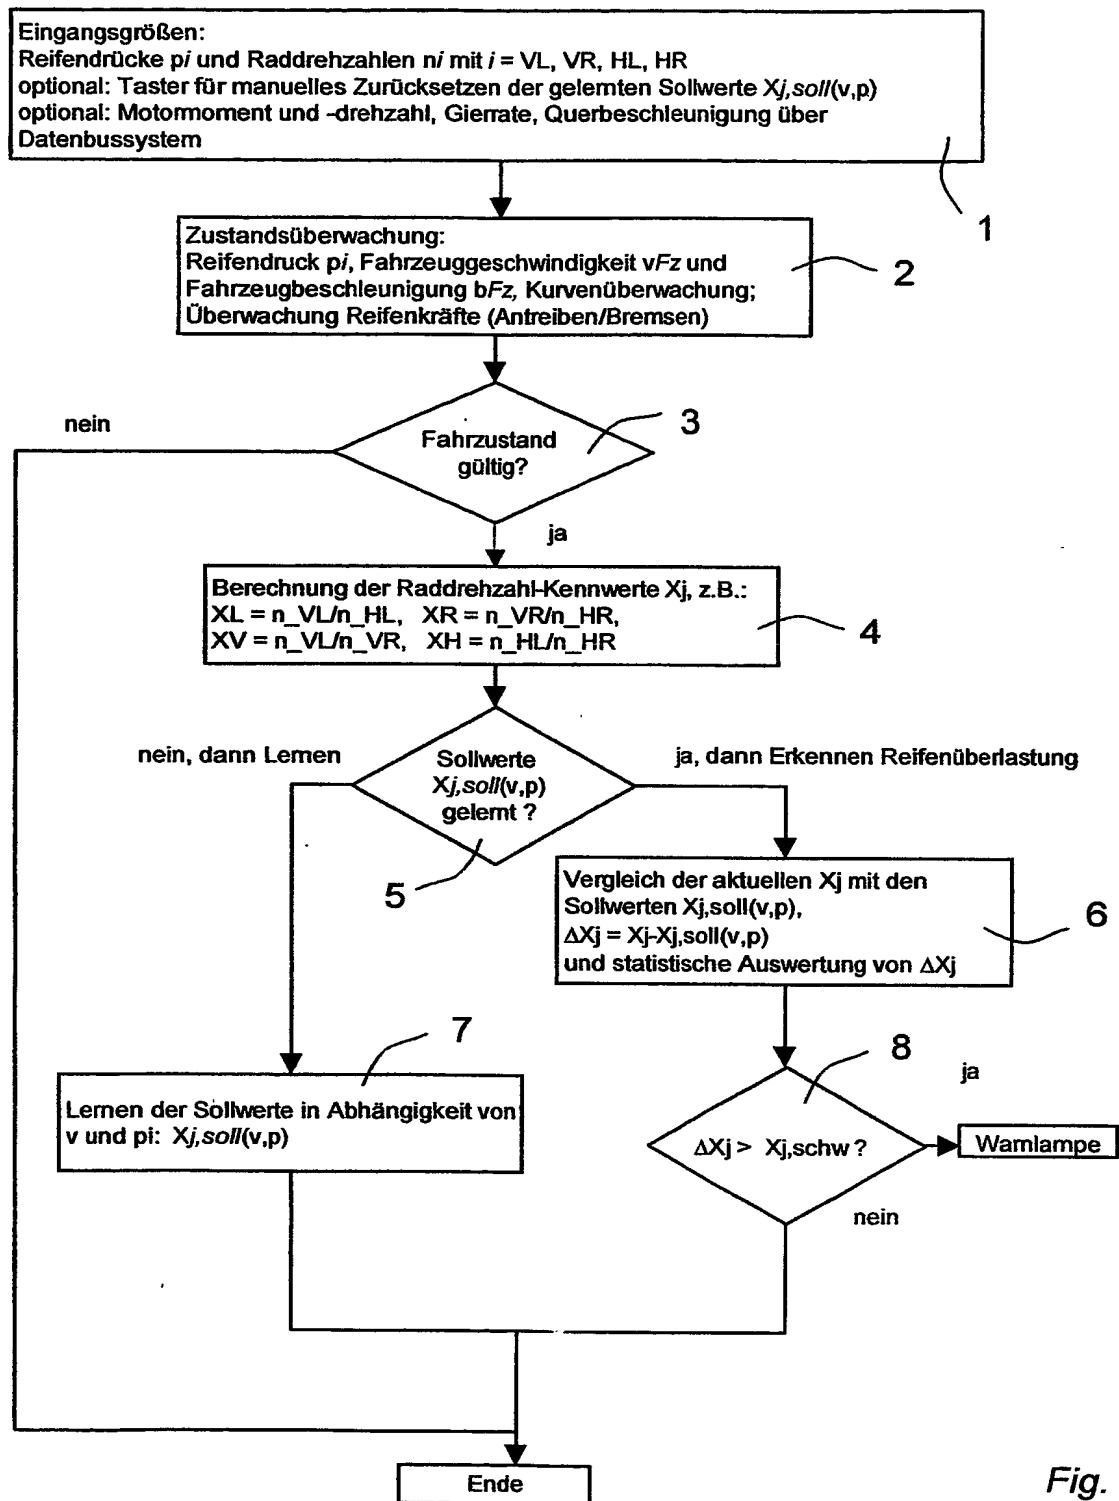 Eingangsgrößen:
Reifendrücke pi und Raddrehzahlen ni mit i = VL, VR, HL, HR
optional: Taster für manuelles Zurücksetzen der gelernten Sollwerte Xj,soll(v,p)
optional: Motormoment und -drehzahl, Gierrate, Querbeschleunigung über
Datenbussystem
1
Zustandsüberwachung:
Reifendruck pi, Fahrzeuggeschwindigkeit vFz und
Fahrzeugbeschleunigung bFz, Kurvenüberwachung;
Überwachung Reifenkräfte (Antreiben/Bremsen)
2
nein
Fahrzustand
gültig?
3
ja
Berechnung der Raddrehzahl-Kennwerte Xj, z.B.:
XL = n_VL/n_HL, XR = n_VR/n_HR,
XV = n_VL/n_VR, XH = n_HL/n_HR
4
nein, dann Lernen
Sollwerte
Xj,soll(v,p)
gelernt ?
5
ja, dann Erkennen Reifenüberlastung
Vergleich der aktuellen Xj mit den
Sollwerten Xj,soll(v,p),
ΔXj = Xj-Xj,soll(v,p)
und statistische Auswertung von ΔXj
6
7
Lernen der Sollwerte in Abhängigkeit von
v und pi: Xj,soll(v,p)
8
ja
ΔXj > Xj,schw ?
Warnlampe
nein
Ende
Fig.